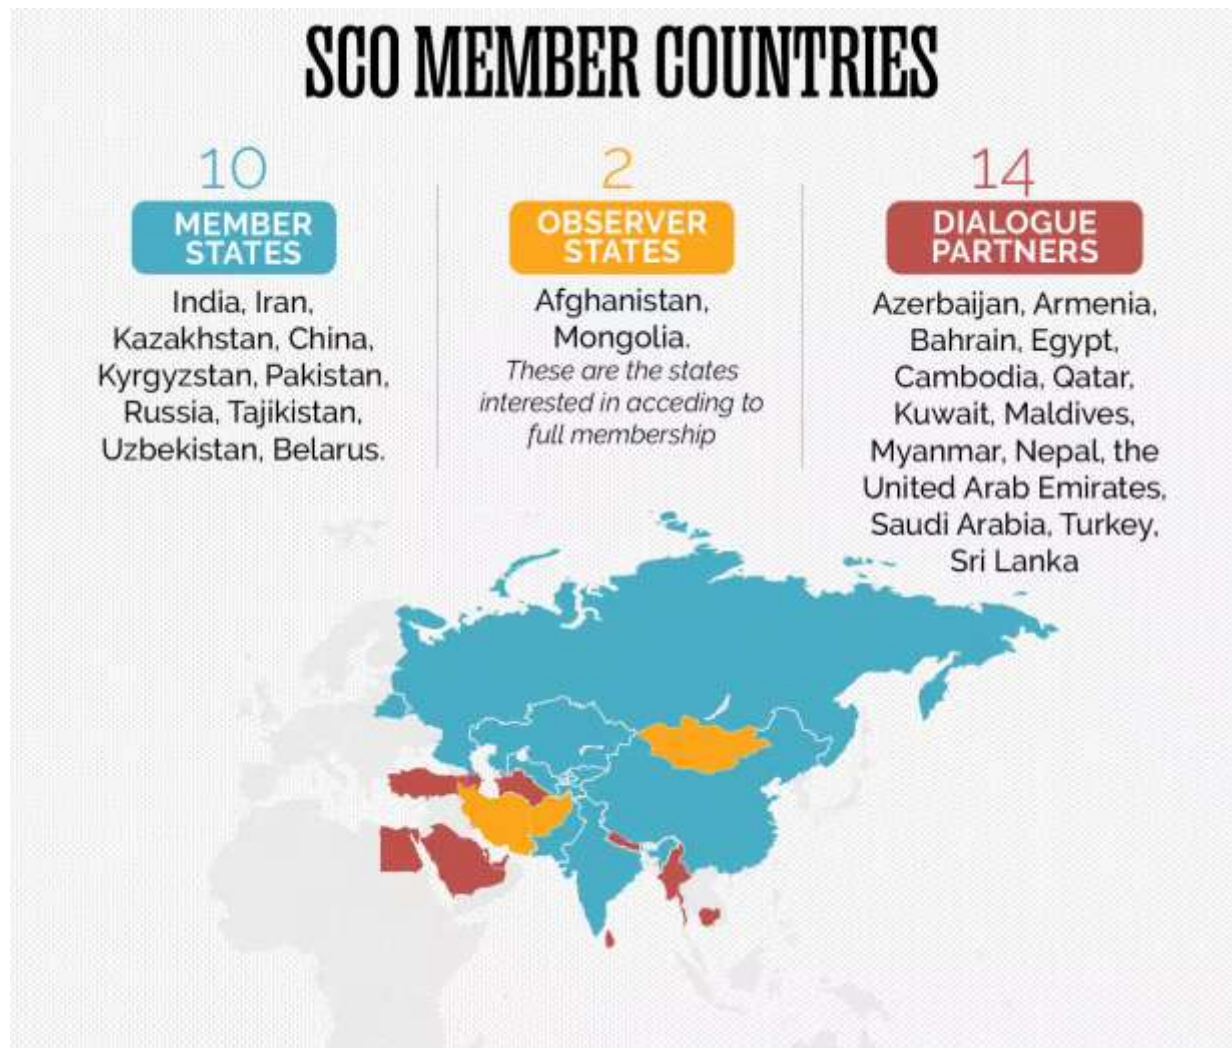 SCO MEMBER COUNTRIES
10
MEMBER
STATES
India, Iran,
Kazakhstan, China,
Kyrgyzstan, Pakistan,
Russia, Tajikistan,
Uzbekistan, Belarus.
2
OBSERVER
STATES
Afghanistan,
Mongolia.
These are the states
interested in acceding to
full membership
14
DIALOGUE
PARTNERS
Azerbaijan, Armenia,
Bahrain, Egypt,
Cambodia, Qatar,
Kuwait, Maldives,
Myanmar, Nepal, the
United Arab Emirates,
Saudi Arabia, Turkey,
Sri Lanka